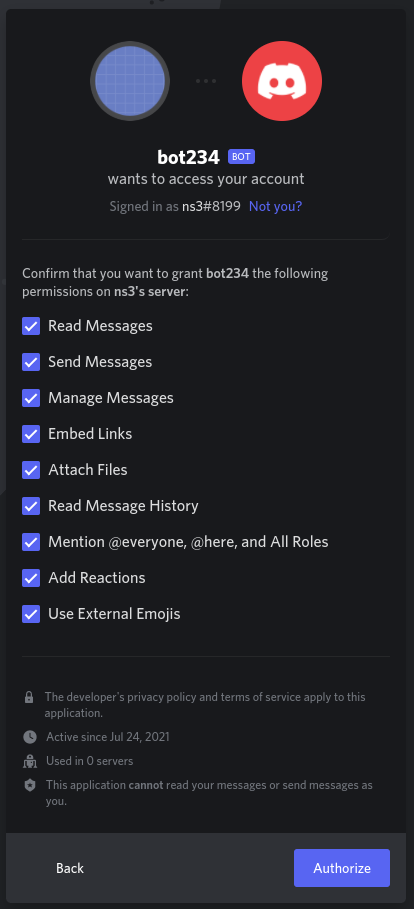 bot234 BOT
wants to access your account
Signed in as ns3#8199 Not you?
Confirm that you want to grant bot234 the following
permissions on ns3's server:
Read Messages
Send Messages
Manage Messages
Embed Links
Attach Files
Read Message History
Mention @everyone, @here, and All Roles
Add Reactions
Use External Emojis
The developer's privacy policy and terms of service apply to this
application.
Active since Jul 24, 2021
Used in 0 servers
This application cannot read your messages or send messages as
you.
Back Authorize